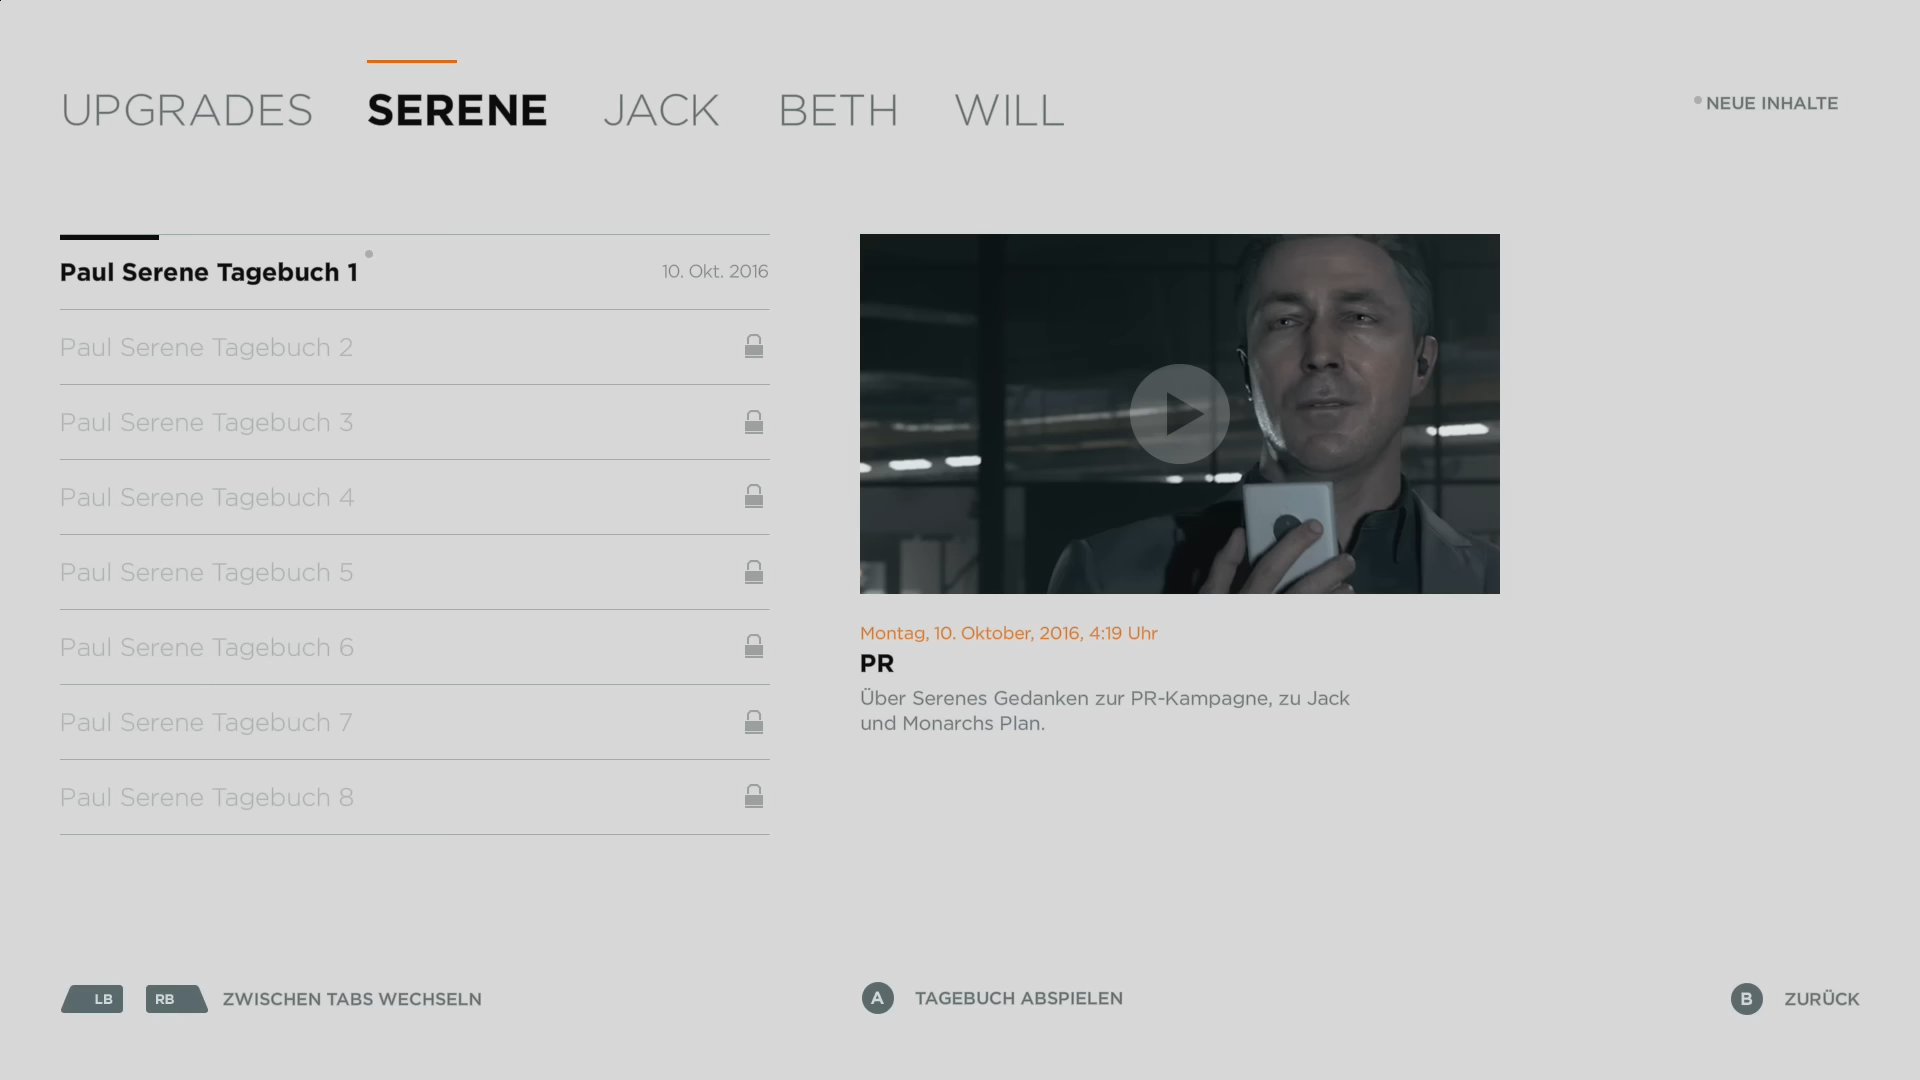 UPGRADES SERENE JACK BETH WILL
NEUE INHALTE
Paul Serene Tagebuch 1 10. Okt. 2016
Paul Serene Tagebuch 2
Paul Serene Tagebuch 3
Paul Serene Tagebuch 4
Paul Serene Tagebuch 5
Paul Serene Tagebuch 6
Paul Serene Tagebuch 7
Paul Serene Tagebuch 8
Montag, 10. Oktober, 2016, 4:19 Uhr
PR
Über Serenes Gedanken zur PR-Kampagne, zu Jack
und Monarchs Plan.
LB RB ZWISCHEN TABS WECHSELN
A TAGEBUCH ABSPIELEN
B ZURÜCK